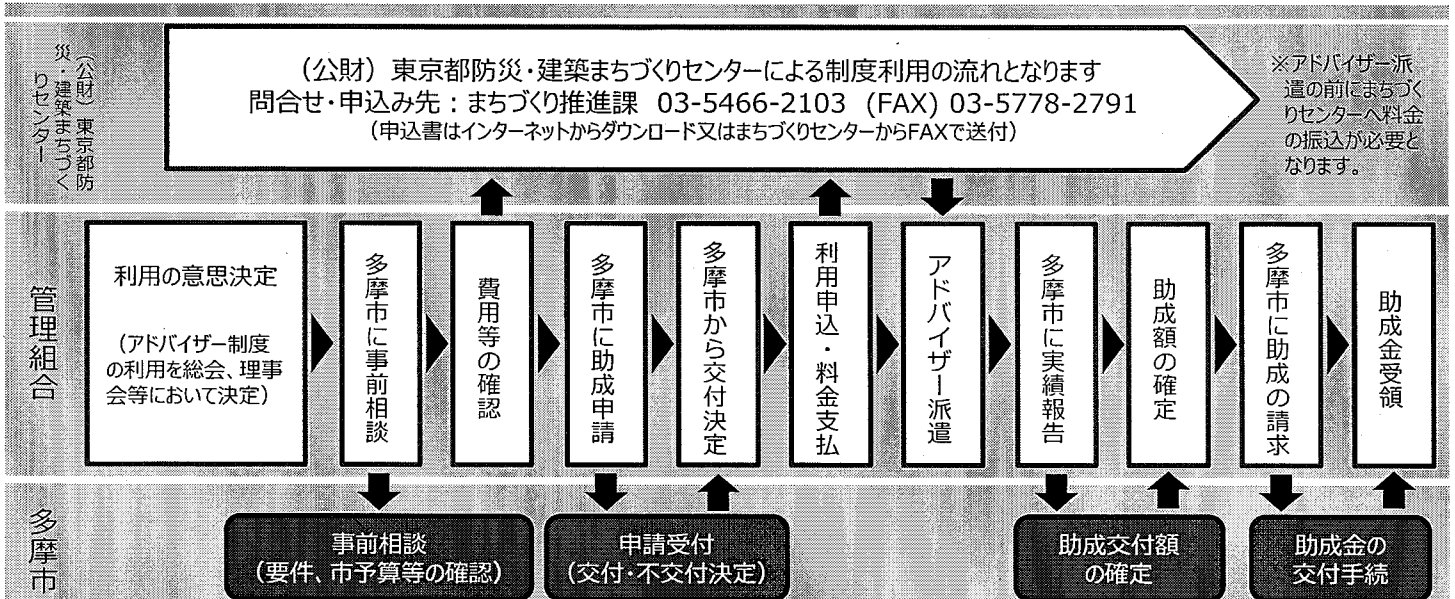 （公財）東京都防
災・建築まちづく
りセンター
（公財）東京都防災・建築まちづくりセンターによる制度利用の流れとなります
問合せ・申込み先：まちづくり推進課 03-5466-2103 (FAX) 03-5778-2791
（申込書はインターネットからダウンロード又はまちづくりセンターからFAXで送付）
※アドバイザー派
遣の前にまちづく
りセンターへ料金
の振込が必要と
なります。
管理組合
利用の意思決定
（アドバイザー制度
の利用を総会、理事
会等において決定）
多摩市に事前相談
費用等の確認
多摩市に助成申請
多摩市から交付決定
利用申込・料金支払
アドバイザー派遣
多摩市に実績報告
助成額の確定
多摩市に助成の請求
助成金受領
多摩市
事前相談
（要件、市予算等の確認）
申請受付
（交付・不交付決定）
助成交付額
の確定
助成金の
交付手続